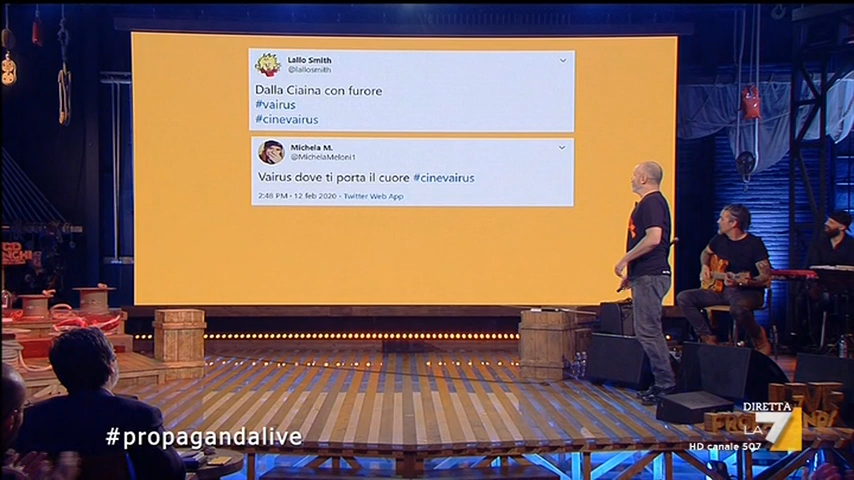 Lallo Smith
@lallosmith
Dalla Ciaina con furore
#vairus
#cinevairus
Michela M.
@MichelaMeloni1
Vairus dove ti porta il cuore #cinevairus
2:48 PM · 12 feb 2020 · Twitter Web App
#propagandalive
DIRETTA
LA 7
HD canale 507